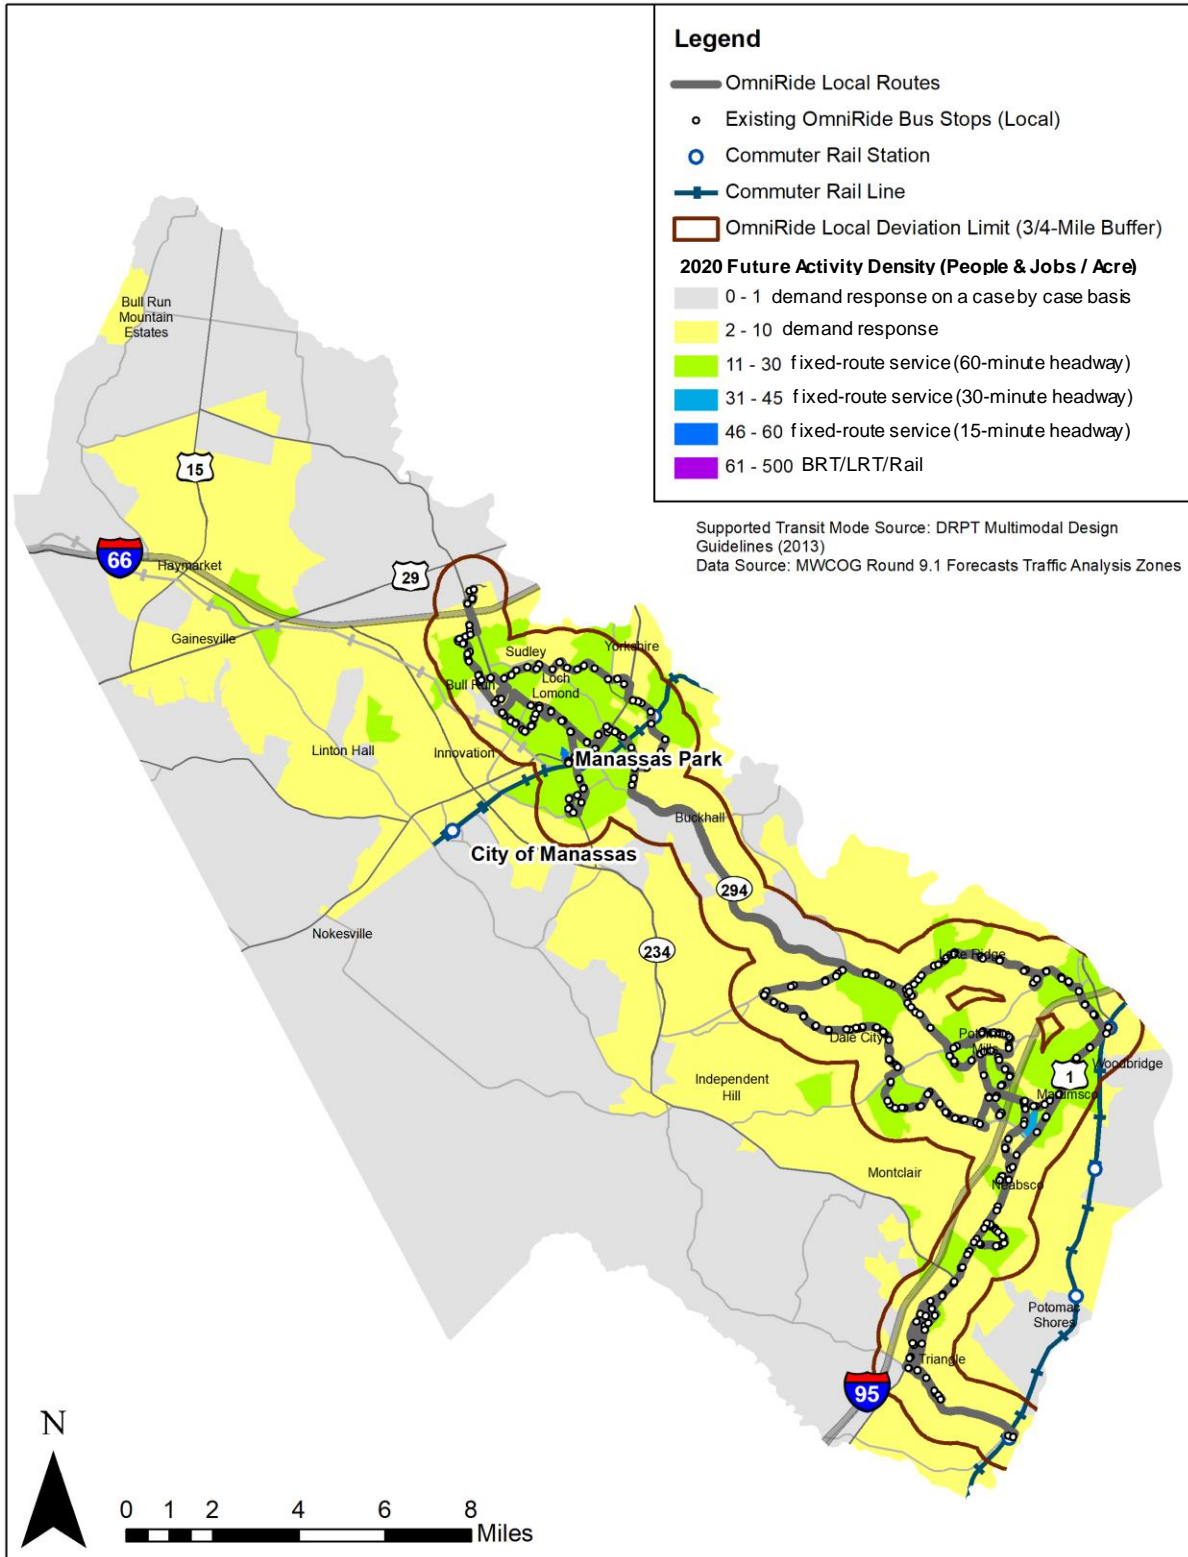 Legend
OmniRide Local Routes
Existing OmniRide Bus Stops (Local)
Commuter Rail Station
Commuter Rail Line
OmniRide Local Deviation Limit (3/4-Mile Buffer)
2020 Future Activity Density (People & Jobs / Acre)
0 - 1 demand response on a case by case basis
2 - 10 demand response
11 - 30 fixed-route service (60-minute headway)
31 - 45 fixed-route service (30-minute headway)
46 - 60 fixed-route service (15-minute headway)
61 - 500 BRT/LRT/Rail
Supported Transit Mode Source: DRPT Multimodal Design
Guidelines (2013)
Data Source: MWCOG Round 9.1 Forecasts Traffic Analysis Zones
Bull Run
Mountain
Estates
15
66
Haymarket
29
Gainesville
Sudley
Yorkshire
Loch
Lomond
Bull Run
Linton Hall
Innovation
Manassas Park
Buckhall
City of Manassas
294
Nokesville
234
Lake Ridge
Dale City
Potomac
Mills
Woodbridge
1
Independent
Hill
Marumsco
Montclair
Neabsco
Potomac
Shores
Triangle
95
N
0 1 2 4 6 8
Miles